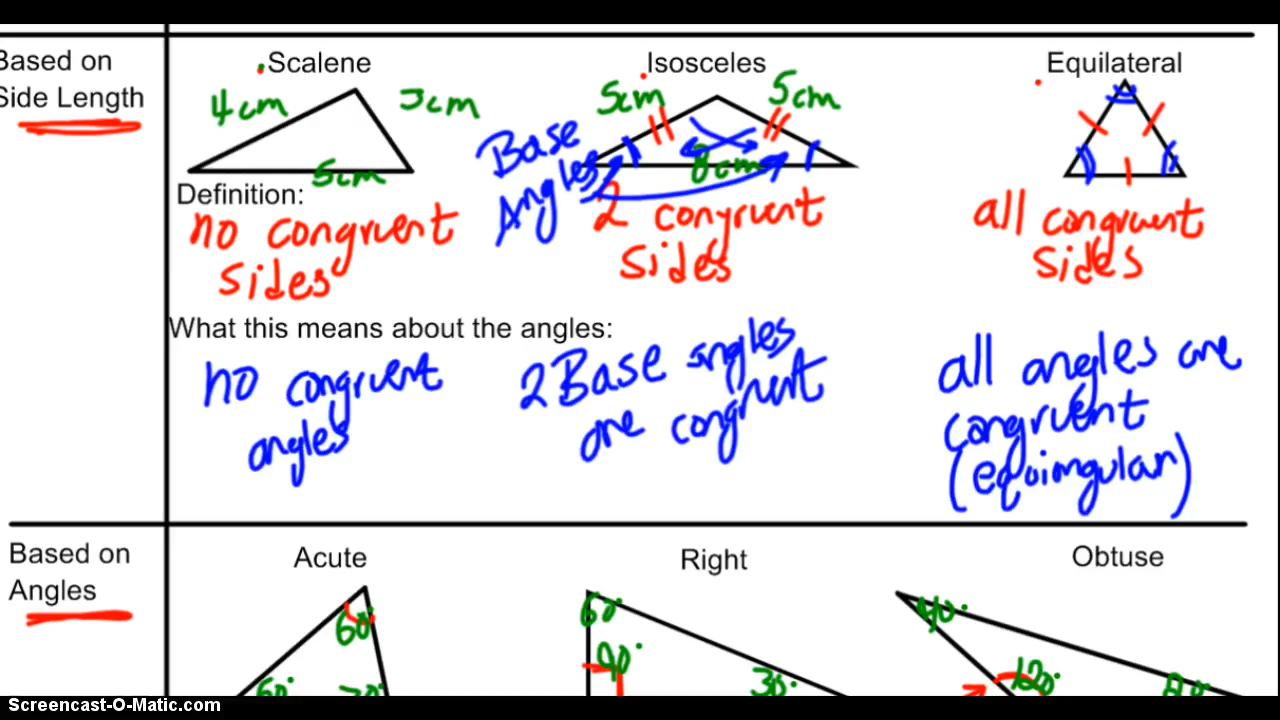 Based on
Side Length
Scalene
Isosceles
Equilateral
4cm
3cm
5cm
5cm
5cm
8cm
Base
Angles
Definition:
no congruent
sides
2 congruent
sides
all congruent
sides
What this means about the angles:
no congruent
angles
2 Base angles
are congruent
all angles are
congruent
(equiangular)
Based on
Angles
Acute
Right
Obtuse
60°
60°
60°
90°
30°
40°
120°
Screencast-O-Matic.com